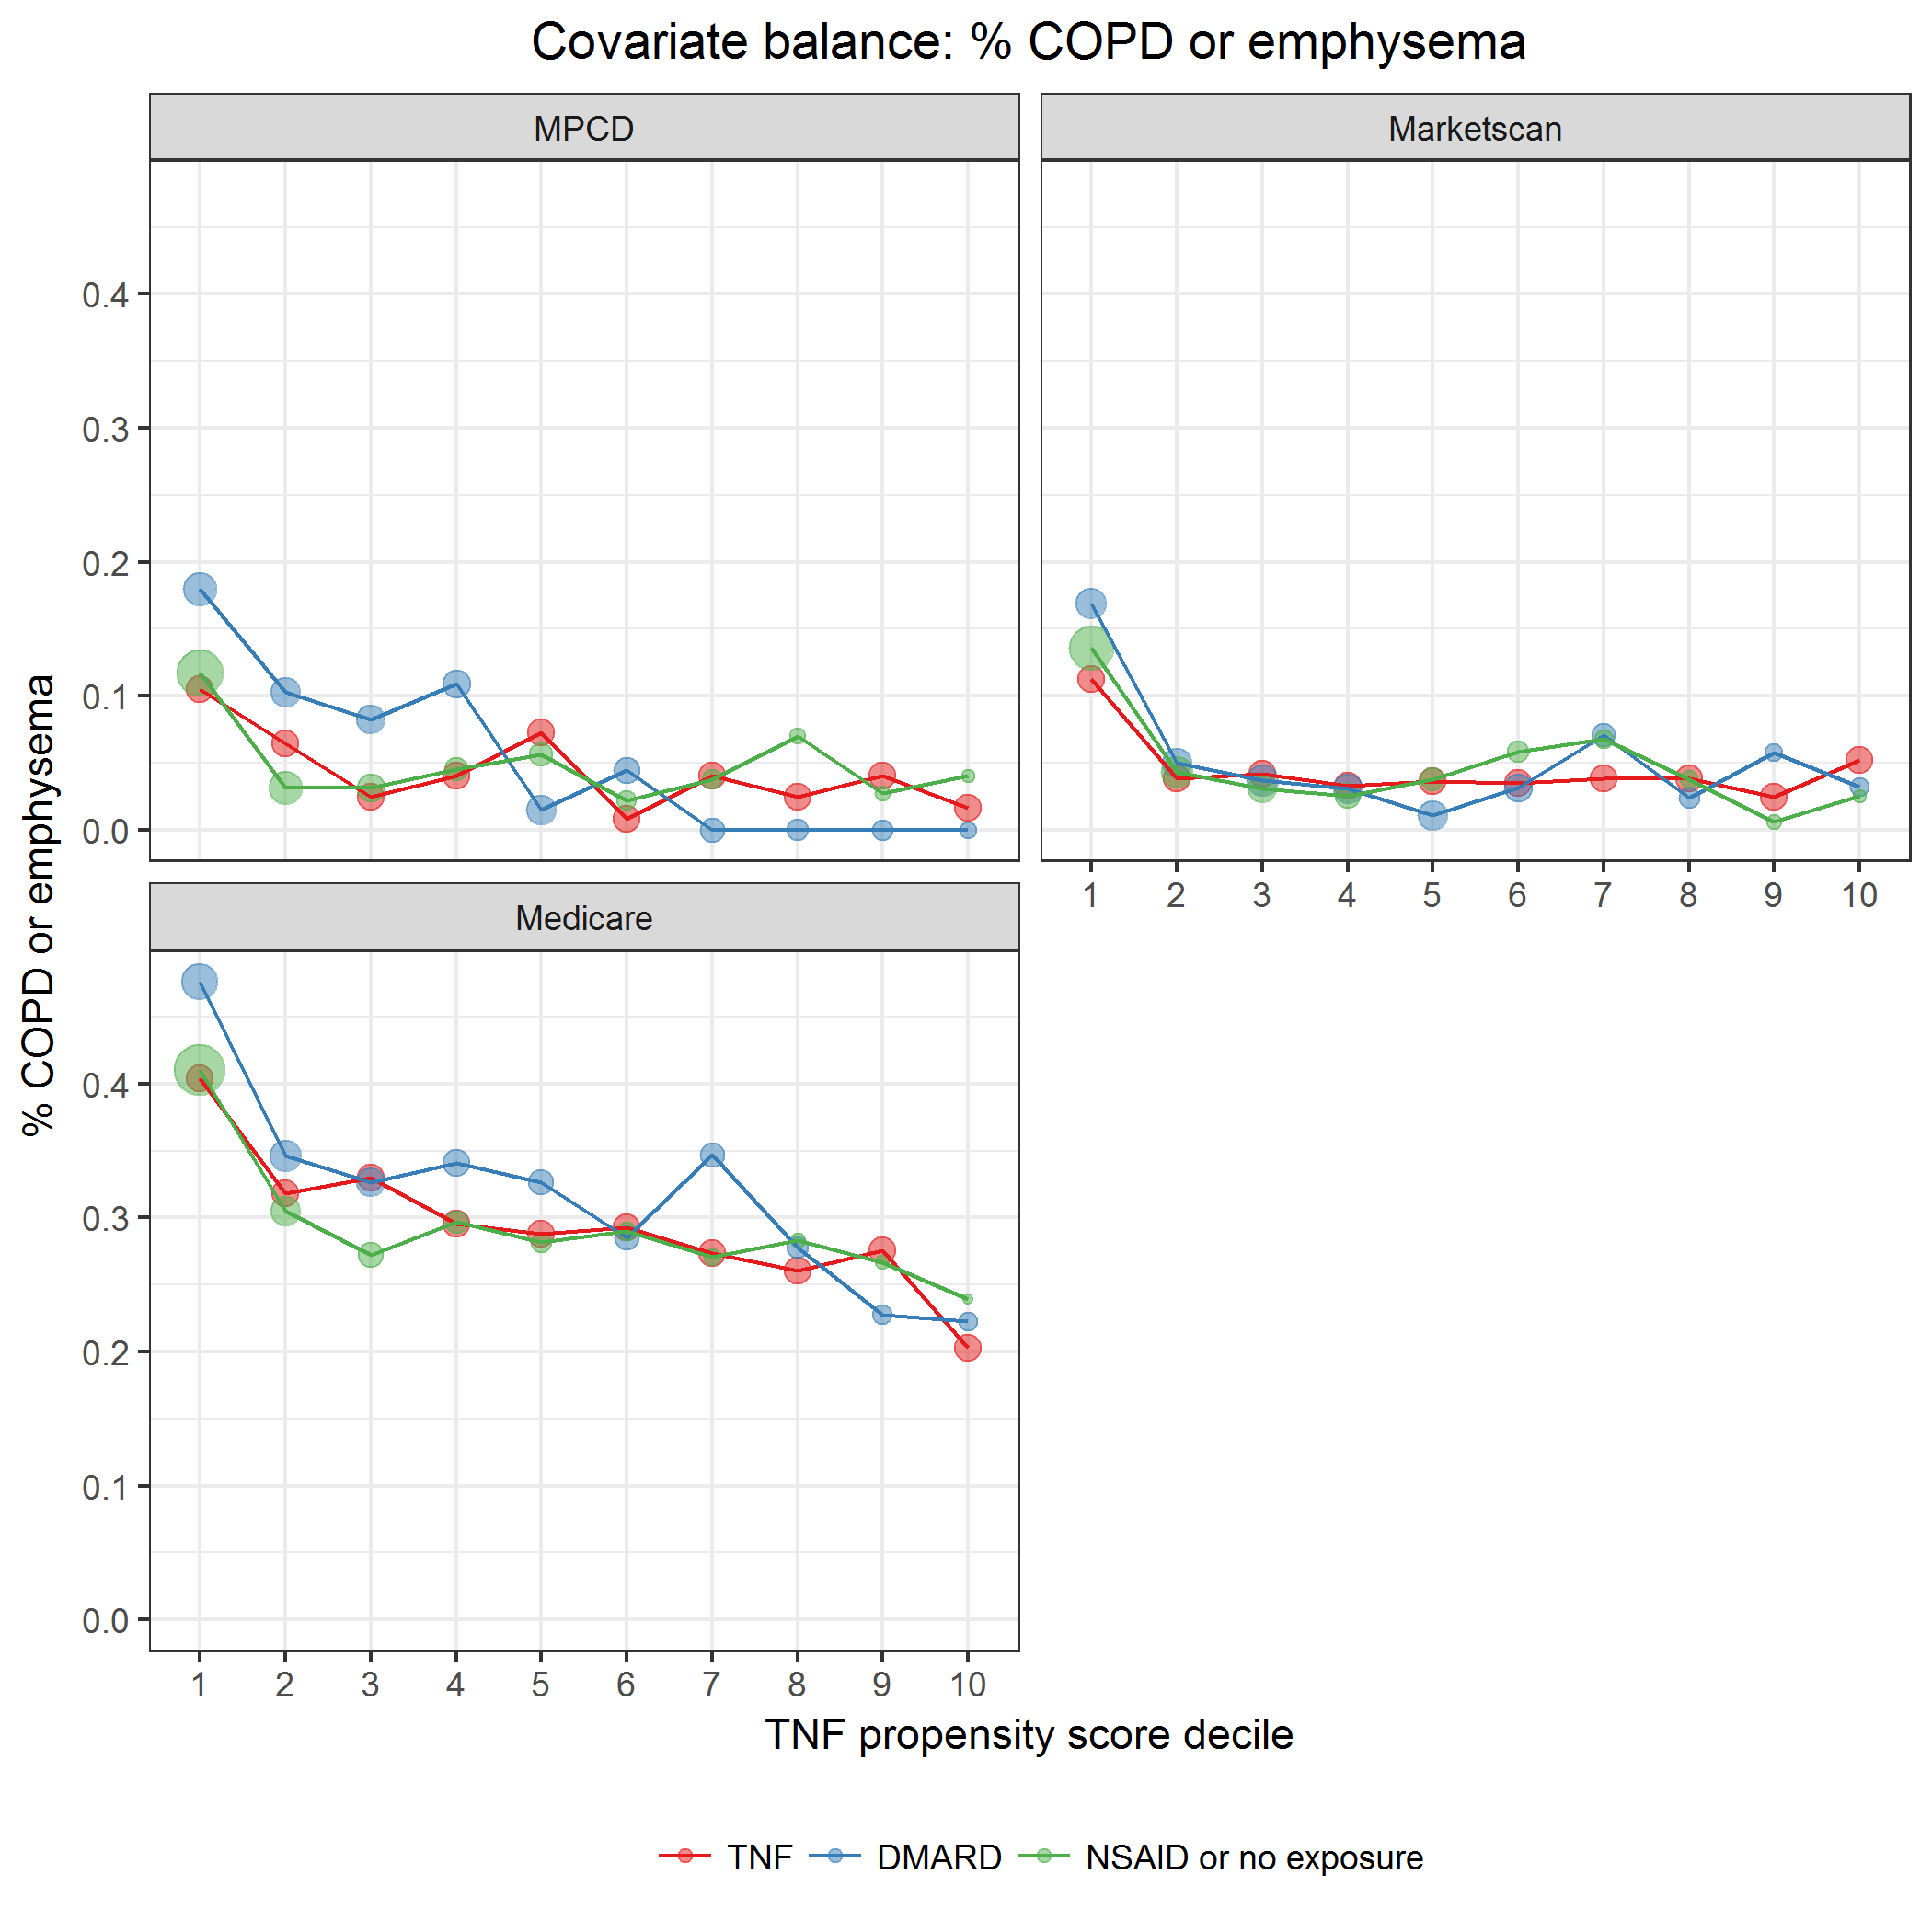 Covariate balance: % COPD or emphysema
MPCD
Marketscan
0.4
0.3
0.2
0.1
0.0
1 2 3 4 5 6 7 8 9 10
Medicare
0.4
0.3
0.2
0.1
0.0
1 2 3 4 5 6 7 8 9 10
% COPD or emphysema
TNF propensity score decile
TNF DMARD NSAID or no exposure